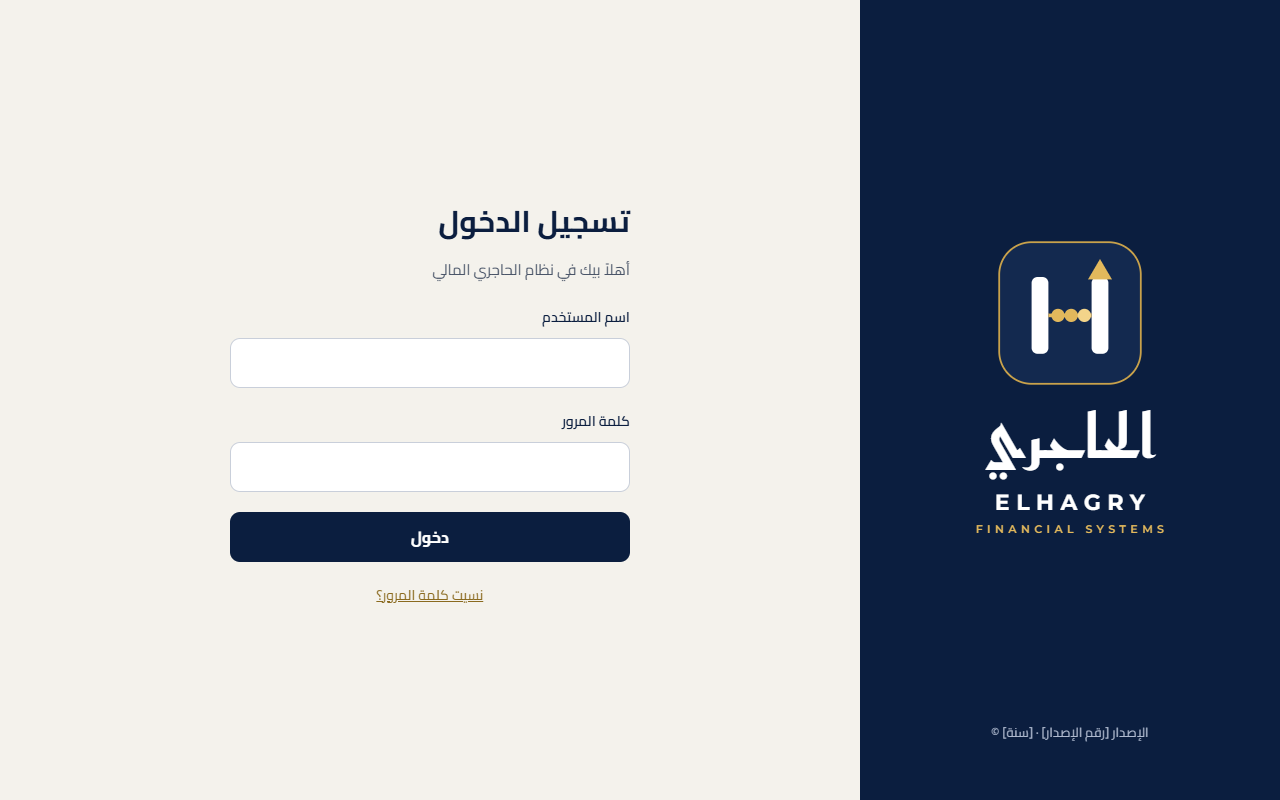 الحاجري
ELHAGRY
FINANCIAL SYSTEMS
الإصدار [رقم الإصدار] · [سنة] ©
تسجيل الدخول
أهلاً بيك في نظام الحاجري المالي
اسم المستخدم
كلمة المرور
دخول
نسيت كلمة المرور؟